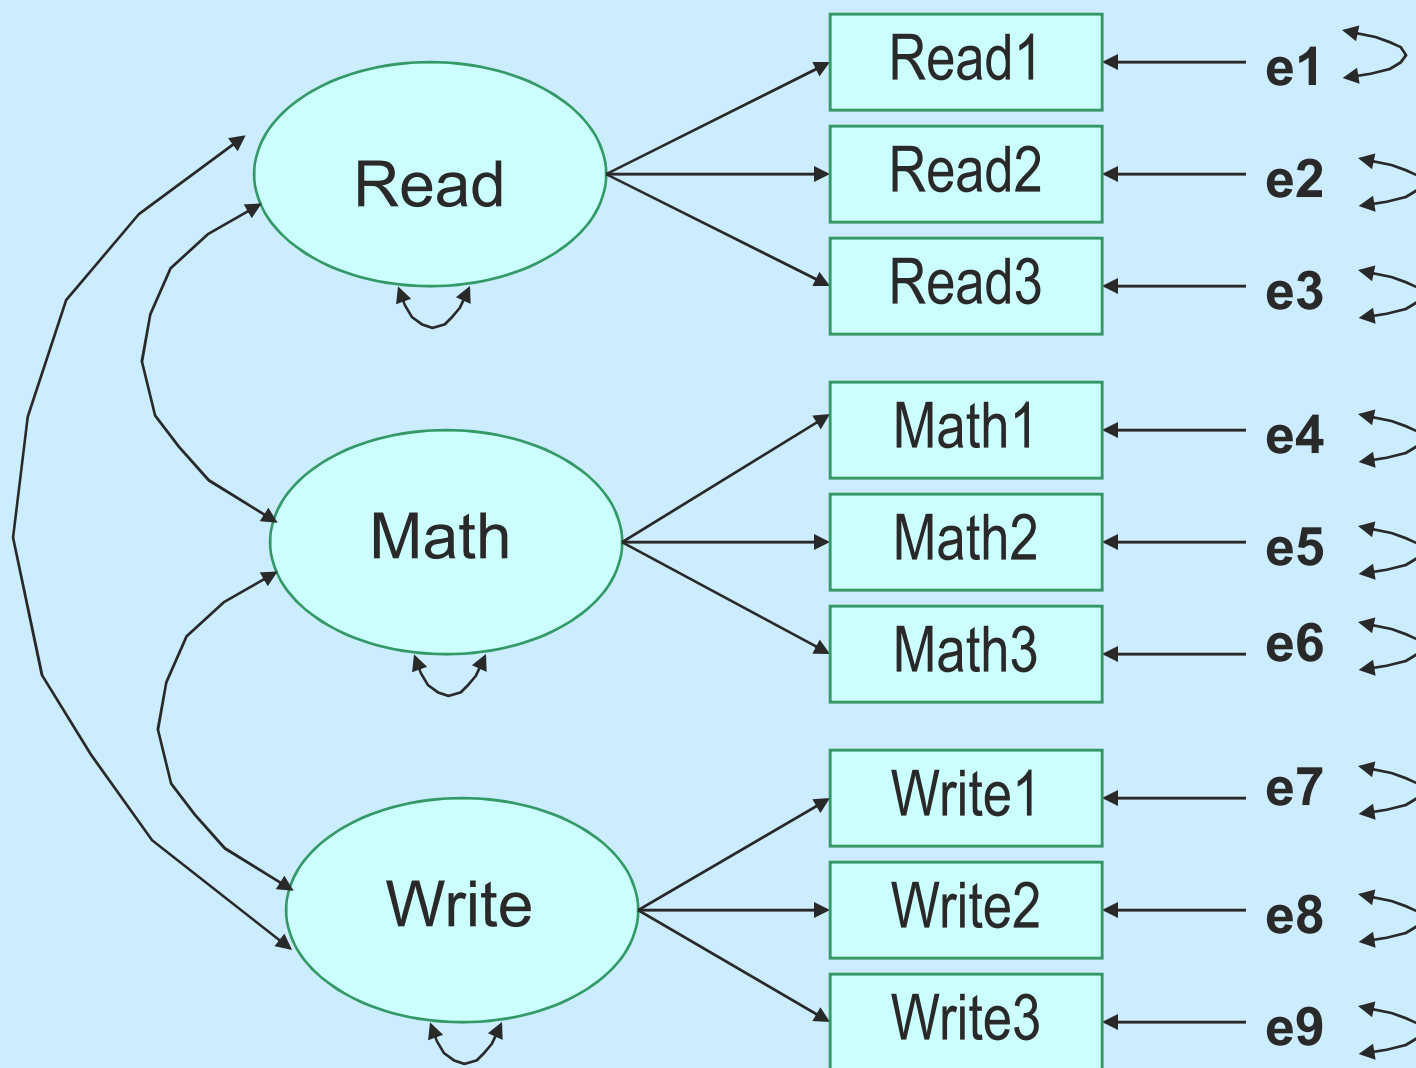 Read1
e1
Read
Read2
e2
Read3
e3
Math1
e4
Math
Math2
e5
Math3
e6
Write1
e7
Write
Write2
e8
Write3
e9